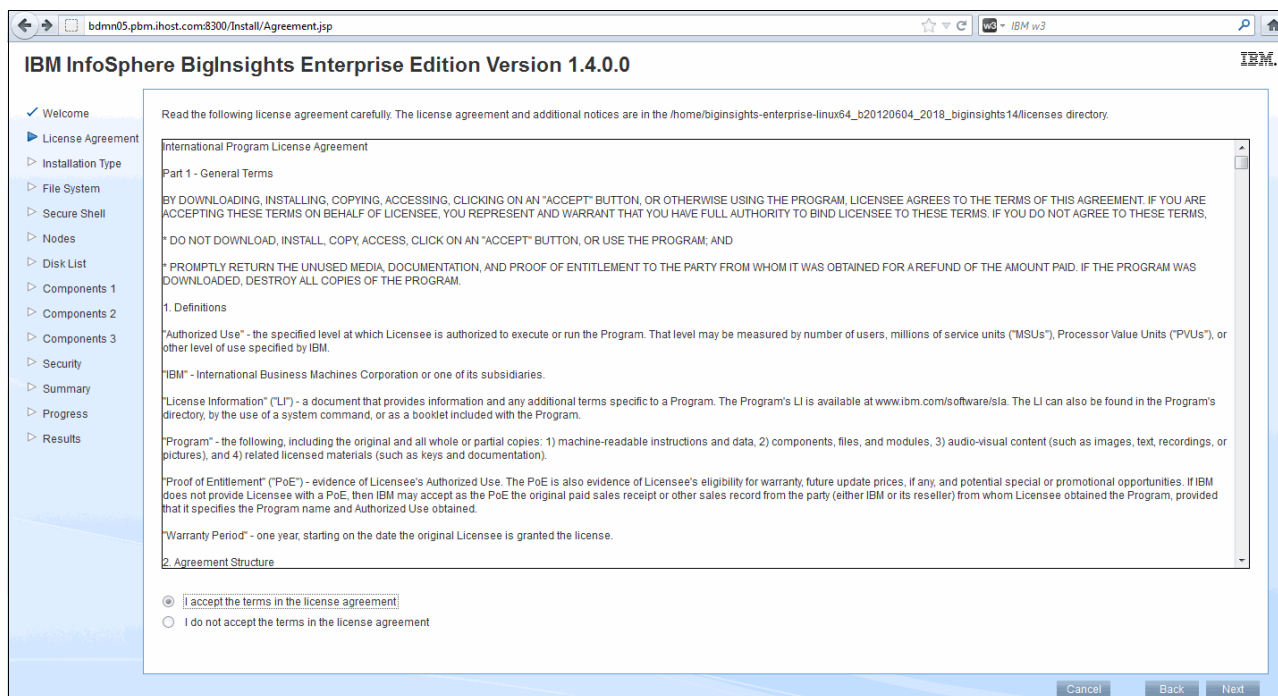 bdmn05.pbm.ihost.com:8300/Install/Agreement.jsp
w3 - IBM w3
IBM InfoSphere BigInsights Enterprise Edition Version 1.4.0.0
IBM.
Welcome
License Agreement
Installation Type
File System
Secure Shell
Nodes
Disk List
Components 1
Components 2
Components 3
Security
Summary
Progress
Results
Read the following license agreement carefully. The license agreement and additional notices are in the /home/biginsights-enterprise-linux64_b20120604_2018_biginsights14/licenses directory.
International Program License Agreement
Part 1 - General Terms
BY DOWNLOADING, INSTALLING, COPYING, ACCESSING, CLICKING ON AN "ACCEPT" BUTTON, OR OTHERWISE USING THE PROGRAM, LICENSEE AGREES TO THE TERMS OF THIS AGREEMENT. IF YOU ARE
ACCEPTING THESE TERMS ON BEHALF OF LICENSEE, YOU REPRESENT AND WARRANT THAT YOU HAVE FULL AUTHORITY TO BIND LICENSEE TO THESE TERMS. IF YOU DO NOT AGREE TO THESE TERMS,
* DO NOT DOWNLOAD, INSTALL, COPY, ACCESS, CLICK ON AN "ACCEPT" BUTTON, OR USE THE PROGRAM; AND
* PROMPTLY RETURN THE UNUSED MEDIA, DOCUMENTATION, AND PROOF OF ENTITLEMENT TO THE PARTY FROM WHOM IT WAS OBTAINED FOR A REFUND OF THE AMOUNT PAID. IF THE PROGRAM WAS
DOWNLOADED, DESTROY ALL COPIES OF THE PROGRAM.
1. Definitions
"Authorized Use" - the specified level at which Licensee is authorized to execute or run the Program. That level may be measured by number of users, millions of service units ("MSUs"), Processor Value Units ("PVUs"), or
other level of use specified by IBM.
"IBM" - International Business Machines Corporation or one of its subsidiaries.
"License Information" ("LI") - a document that provides information and any additional terms specific to a Program. The Program's LI is available at www.ibm.com/software/sla. The LI can also be found in the Program's
directory, by the use of a system command, or as a booklet included with the Program.
"Program" - the following, including the original and all whole or partial copies: 1) machine-readable instructions and data, 2) components, files, and modules, 3) audio-visual content (such as images, text, recordings, or
pictures), and 4) related licensed materials (such as keys and documentation).
"Proof of Entitlement" ("PoE") - evidence of Licensee's Authorized Use. The PoE is also evidence of Licensee's eligibility for warranty, future update prices, if any, and potential special or promotional opportunities. If IBM
does not provide Licensee with a PoE, then IBM may accept as the PoE the original paid sales receipt or other sales record from the party (either IBM or its reseller) from whom Licensee obtained the Program, provided
that it specifies the Program name and Authorized Use obtained.
"Warranty Period" - one year, starting on the date the original Licensee is granted the license.
2. Agreement Structure
I accept the terms in the license agreement
I do not accept the terms in the license agreement
Cancel
Back
Next